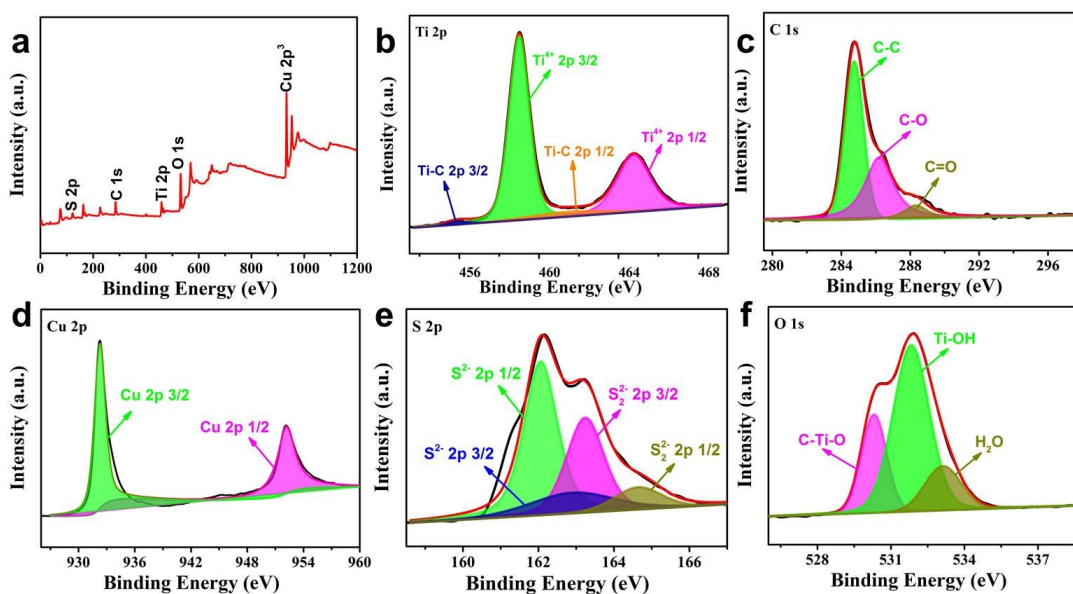 a
Intensity (a.u.)
S 2p
C 1s
Ti 2p
O 1s
Cu 2p³
0 200 400 600 800 1000 1200
Binding Energy (eV)
b
Ti 2p
Intensity (a.u.)
Ti⁴⁺ 2p 3/2
Ti-C 2p 1/2
Ti⁴⁺ 2p 1/2
Ti-C 2p 3/2
456 460 464 468
Binding Energy (eV)
c
C 1s
Intensity (a.u.)
C-C
C-O
C=O
280 284 288 292 296
Binding Energy (eV)
d
Cu 2p
Intensity (a.u.)
Cu 2p 3/2
Cu 2p 1/2
930 936 942 948 954 960
Binding Energy (eV)
e
S 2p
Intensity (a.u.)
S²⁻ 2p 1/2
S₂²⁻ 2p 3/2
S²⁻ 2p 3/2
S₂²⁻ 2p 1/2
160 162 164 166
Binding Energy (eV)
f
O 1s
Intensity (a.u.)
Ti-OH
C-Ti-O
H₂O
528 531 534 537
Binding Energy (eV)